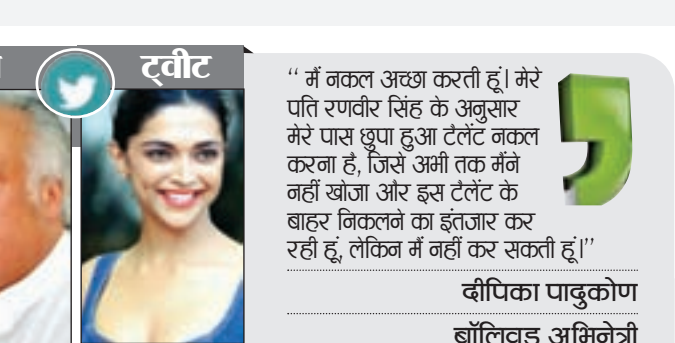 ट्वीट
‘‘ मैं नकल अच्छा करती हूं। मेरे
पति रणवीर सिंह के अनुसार
मेरे पास छुपा हुआ टैलेंट नकल
करना है, जिसे अभी तक मैंने
नहीं खोजा और इस टैलेंट के
बाहर निकलने का इंतजार कर
रही हूं, लेकिन मैं नहीं कर सकती हूं।’’
दीपिका पादुकोण
बॉलिवुड अभिनेत्री